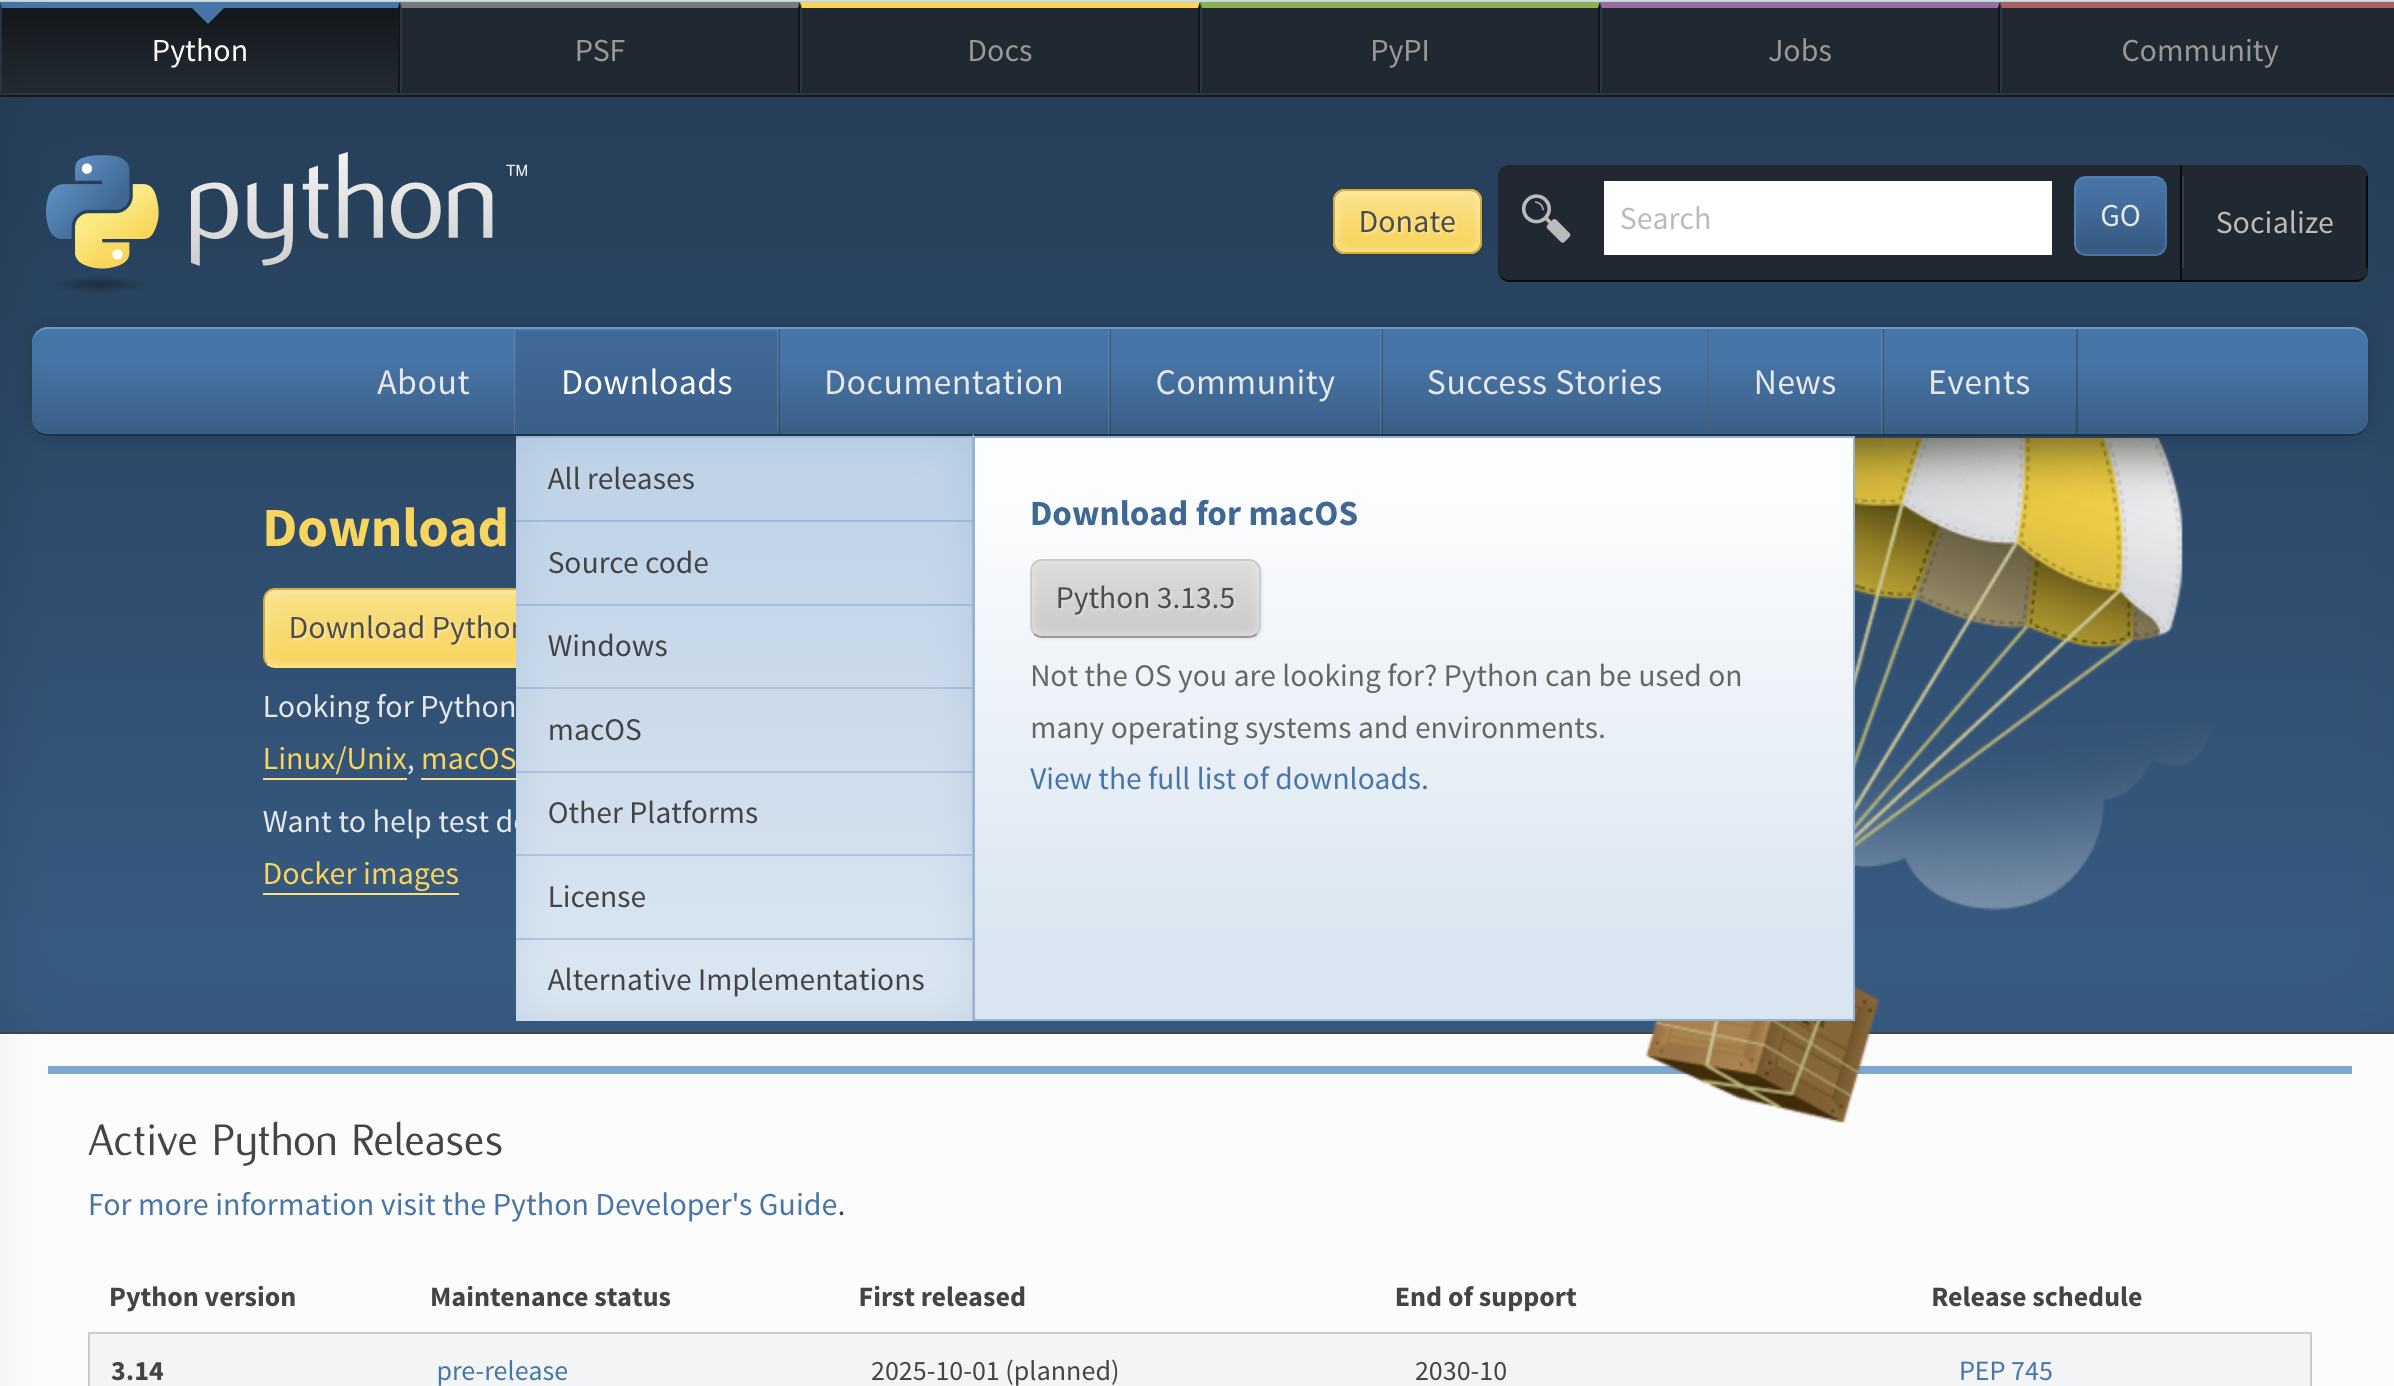 Python
PSF
Docs
PyPI
Jobs
Community
python™
Donate
Search
GO
Socialize
About
Downloads
Documentation
Community
Success Stories
News
Events
Download
Download Python
Looking for Python
Linux/Unix, macOS
Want to help test
Docker images
All releases
Source code
Windows
macOS
Other Platforms
License
Alternative Implementations
Download for macOS
Python 3.13.5
Not the OS you are looking for? Python can be used on
many operating systems and environments.
View the full list of downloads.
Active Python Releases
For more information visit the Python Developer's Guide.
Python version Maintenance status First released End of support Release schedule
3.14 pre-release 2025-10-01 (planned) 2030-10 PEP 745